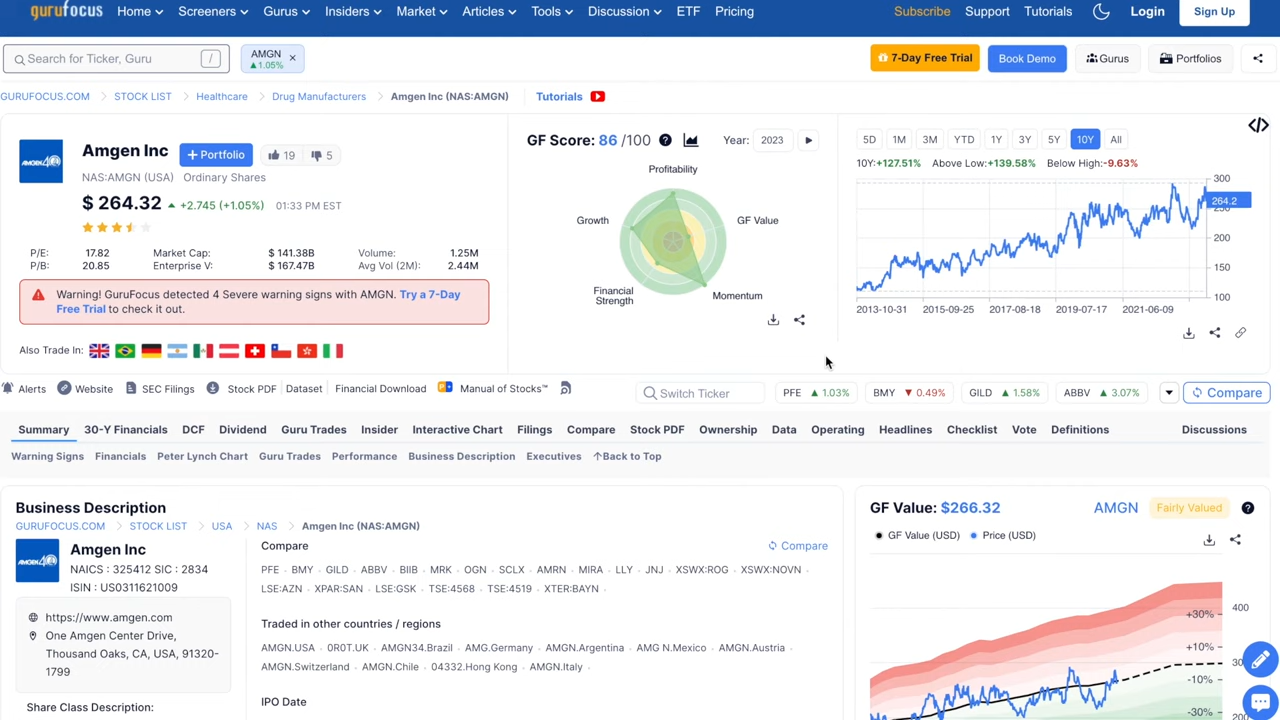 gurufocus Home Screeners Gurus Insiders Market Articles Tools Discussion ETF Pricing Subscribe Support Tutorials Login Sign Up
Search for Ticker, Guru / AMGN × 7-Day Free Trial Book Demo Gurus Portfolios
▲1.05%
GURUFOCUS.COM > STOCK LIST > Healthcare > Drug Manufacturers > Amgen Inc (NAS:AMGN) Tutorials
Amgen Inc + Portfolio 19 5
NAS:AMGN (USA) Ordinary Shares
$ 264.32 ▲ +2.745 (+1.05%) 01:33 PM EST
P/E: 17.82 Market Cap: $ 141.38B Volume: 1.25M
P/B: 20.85 Enterprise V: $ 167.47B Avg Vol (2M): 2.44M
Warning! GuruFocus detected 4 Severe warning signs with AMGN. Try a 7-Day
Free Trial to check it out.
Also Trade In:
GF Score: 86 /100 ? Year: 2023
Profitability
GF Value
Momentum
Financial
Strength
Growth
5D 1M 3M YTD 1Y 3Y 5Y 10Y All
10Y:+127.51% Above Low:+139.58% Below High:-9.63%
300
264.2
250
200
150
100
2013-10-31 2015-09-25 2017-08-18 2019-07-17 2021-06-09
</>
Alerts Website SEC Filings Stock PDF Dataset Financial Download Manual of Stocks™ Switch Ticker PFE ▲ 1.03% BMY ▼ 0.49% GILD ▲ 1.58% ABBV ▲ 3.07% Compare
Summary 30-Y Financials DCF Dividend Guru Trades Insider Interactive Chart Filings Compare Stock PDF Ownership Data Operating Headlines Checklist Vote Definitions Discussions
Warning Signs Financials Peter Lynch Chart Guru Trades Performance Business Description Executives ↑Back to Top
Business Description
GURUFOCUS.COM > STOCK LIST > USA > NAS > Amgen Inc (NAS:AMGN)
Amgen Inc
NAICS : 325412 SIC : 2834
ISIN : US0311621009
https://www.amgen.com
One Amgen Center Drive,
Thousand Oaks, CA, USA, 91320-
1799
Share Class Description:
Compare Compare
PFE · BMY · GILD · ABBV · BIIB · MRK · OGN · SCLX · AMRN · MIRA · LLY · JNJ · XSWX:ROG · XSWX:NOVN ·
LSE:AZN · XPAR:SAN · LSE:GSK · TSE:4568 · TSE:4519 · XTER:BAYN ·
Traded in other countries / regions
AMGN.USA · 0R0T.UK · AMGN34.Brazil · AMG.Germany · AMGN.Argentina · AMG N.Mexico · AMGN.Austria ·
AMGN.Switzerland · AMGN.Chile · 04332.Hong Kong · AMGN.Italy ·
IPO Date
GF Value: $266.32 AMGN Fairly Valued ?
GF Value (USD) Price (USD)
+30% 400
+10%
-10%
-30%